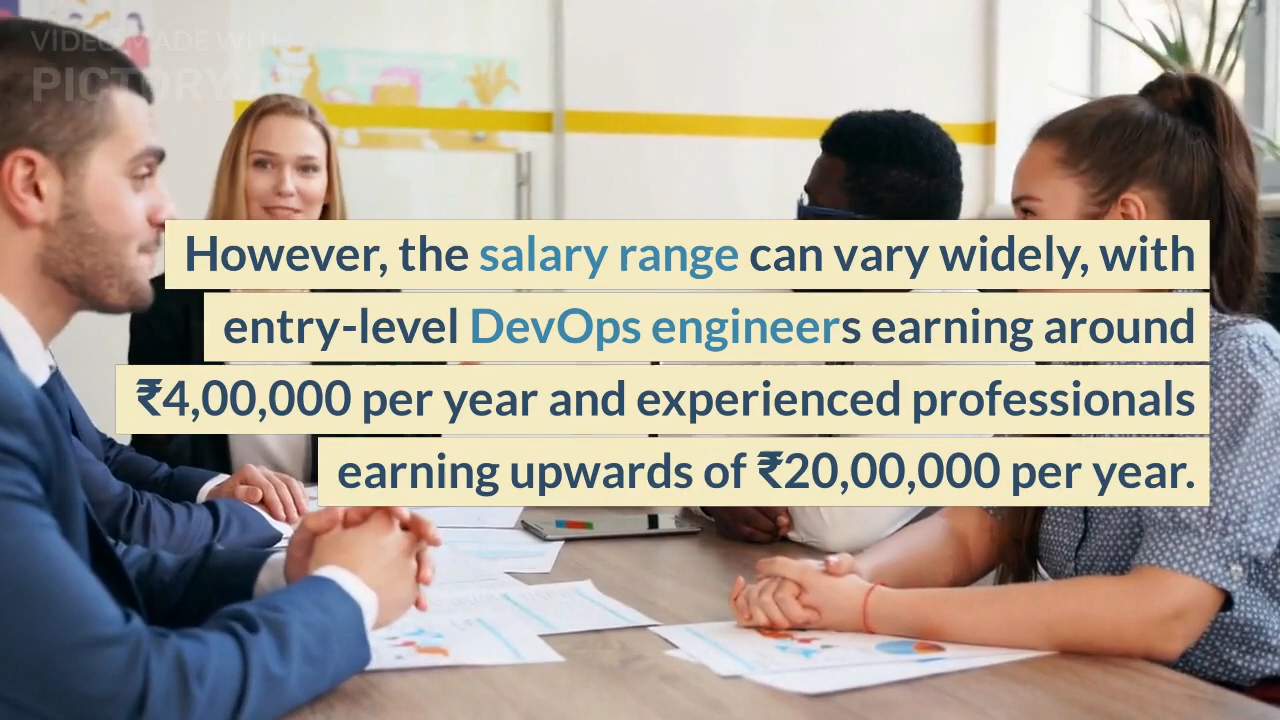 VIDEO MADE WITH
PICTORY.AI
However, the salary range can vary widely, with
entry-level DevOps engineers earning around
₹4,00,000 per year and experienced professionals
earning upwards of ₹20,00,000 per year.